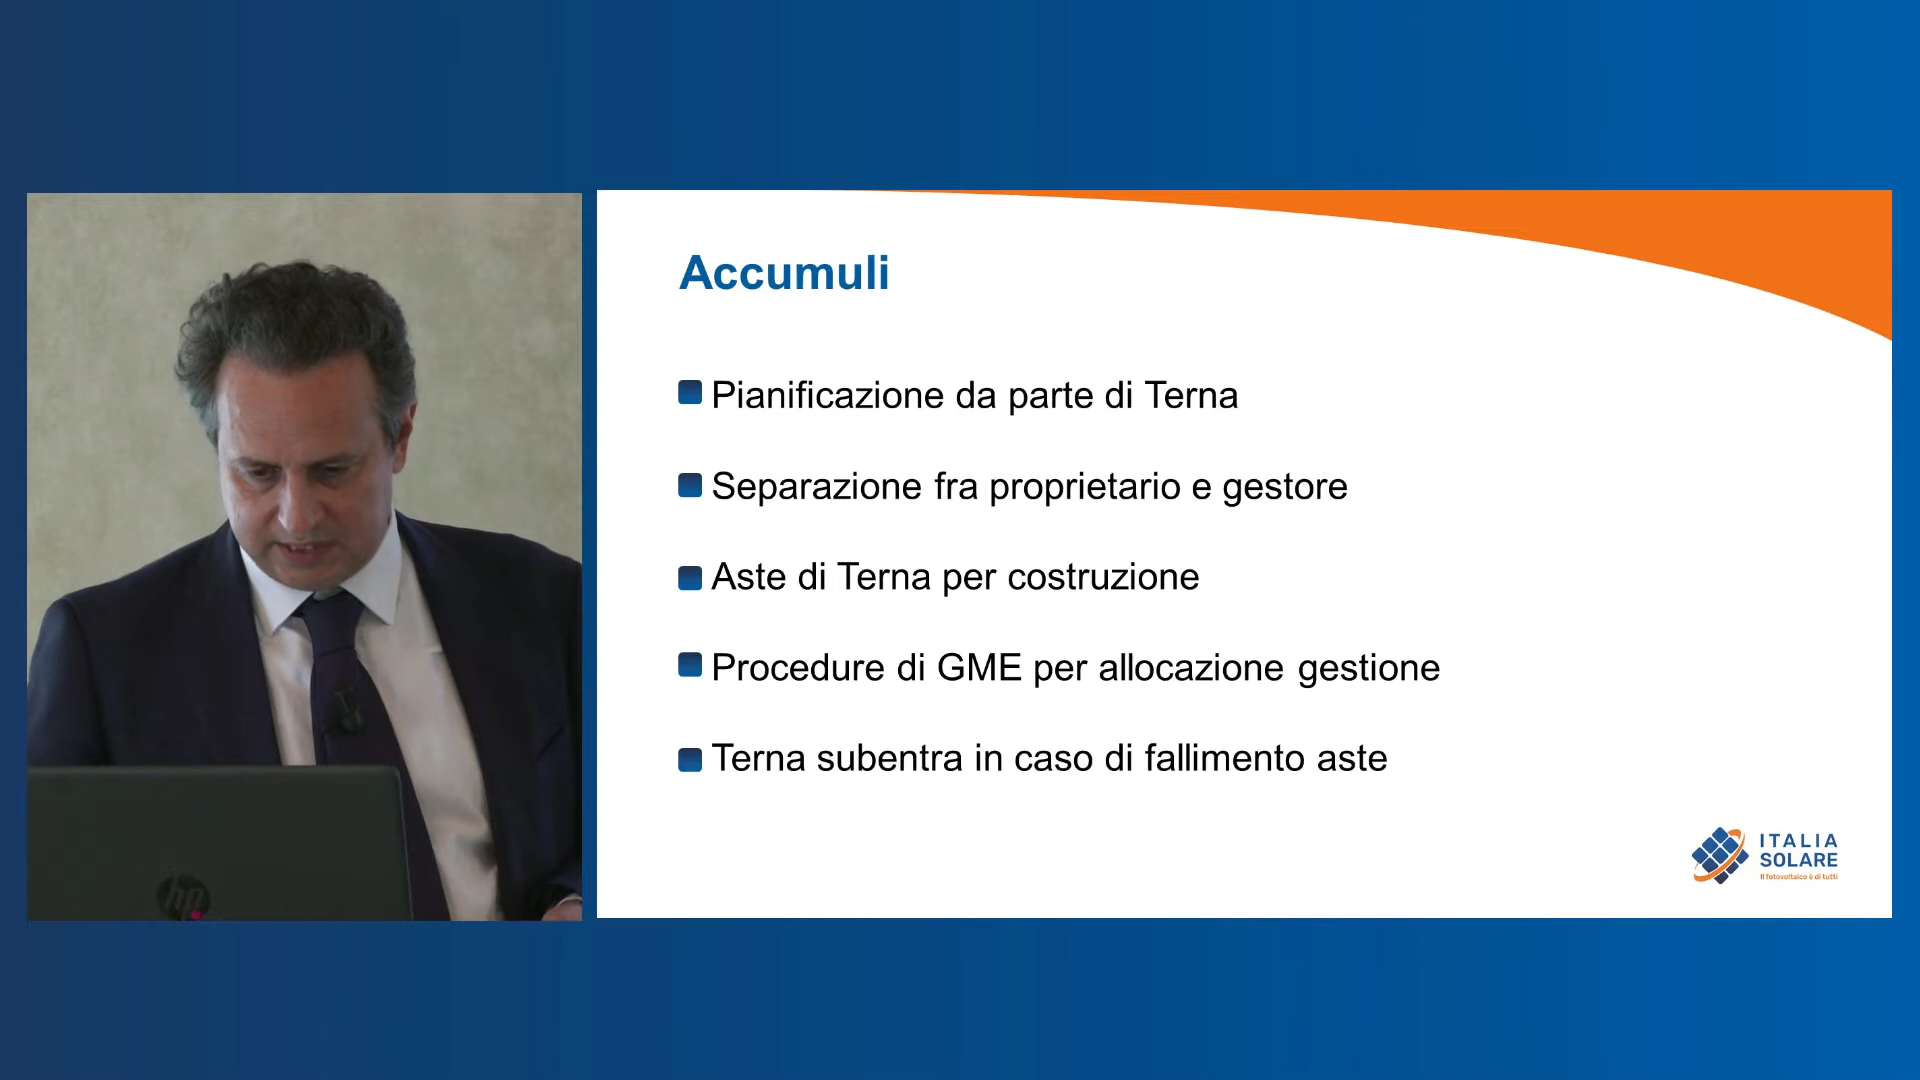 Accumuli
Pianificazione da parte di Terna
Separazione fra proprietario e gestore
Aste di Terna per costruzione
Procedure di GME per allocazione gestione
Terna subentra in caso di fallimento aste
ITALIA
SOLARE
Il fotovoltaico è di tutti
hp